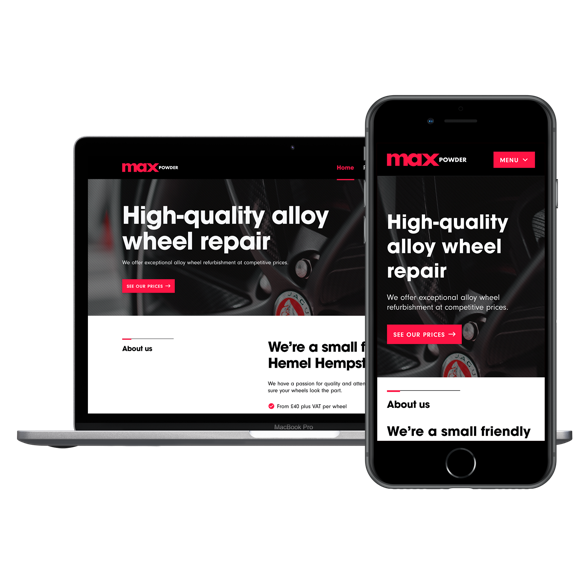 max POWDER
Home
High-quality alloy
wheel repair
We offer exceptional alloy wheel refurbishment at competitive prices.
SEE OUR PRICES →
About us
We're a small f
Hemel Hempst
We have a passion for quality and atten
sure your wheels look the part.
From £40 plus VAT per wheel
MacBook Pro
max POWDER
MENU
High-quality
alloy wheel
repair
We offer exceptional alloy wheel
refurbishment at competitive prices.
SEE OUR PRICES →
About us
We're a small friendly